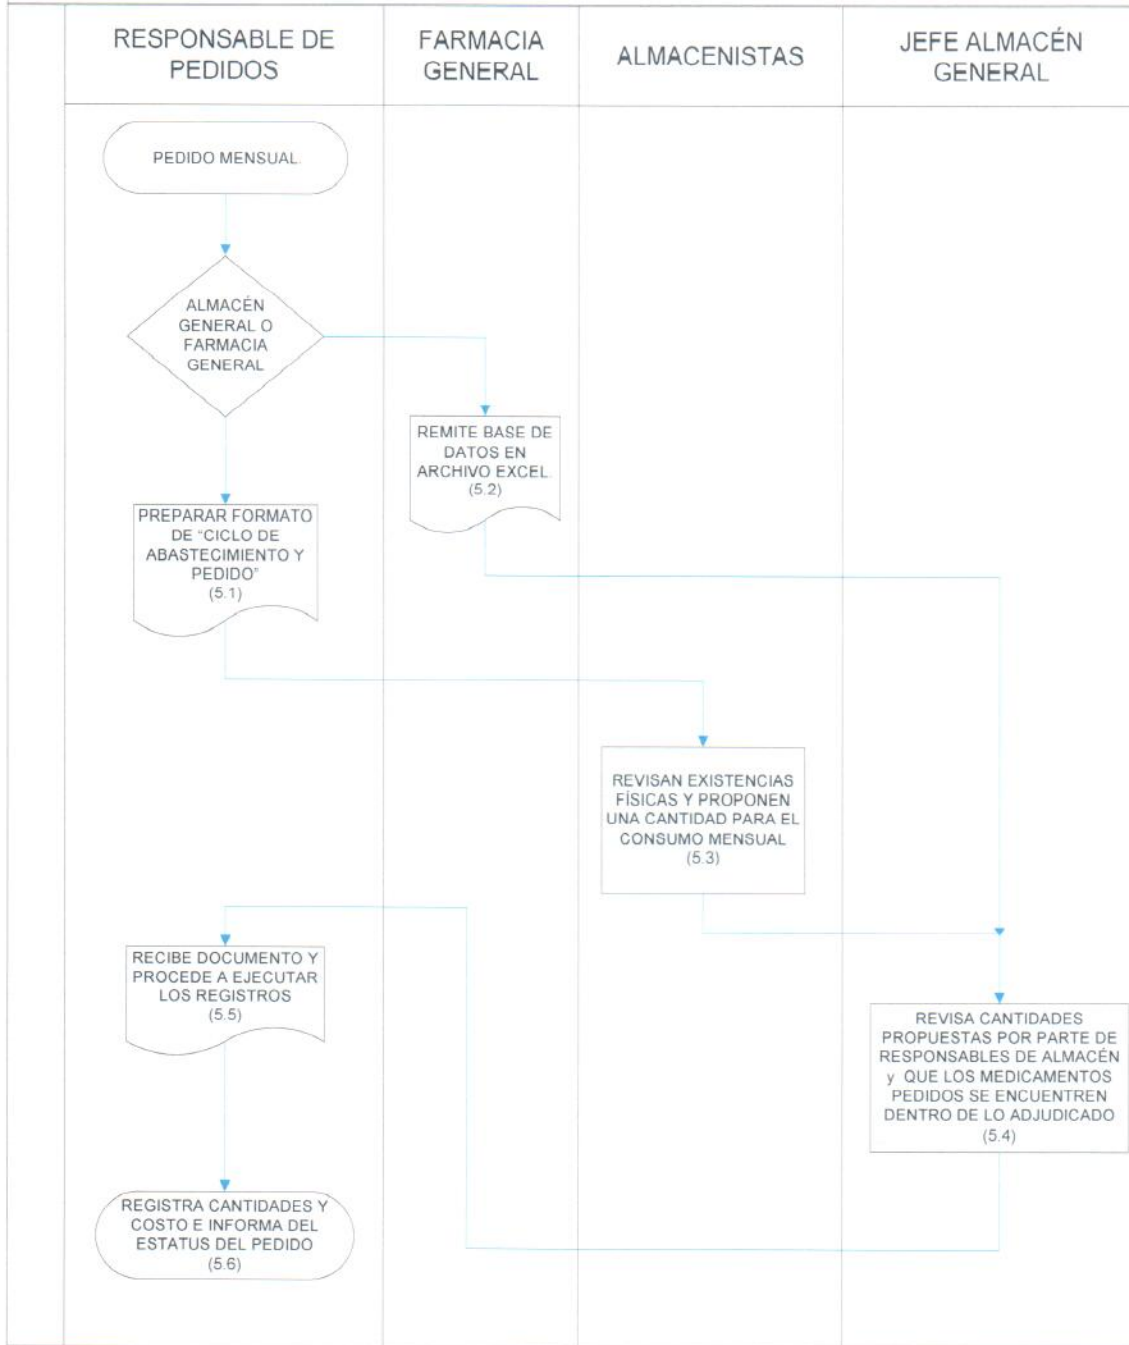 RESPONSABLE DE
PEDIDOS
FARMACIA
GENERAL
ALMACENISTAS
JEFE ALMACÉN
GENERAL
PEDIDO MENSUAL.
ALMACÉN
GENERAL O
FARMACIA
GENERAL
REMITE BASE DE
DATOS EN
ARCHIVO EXCEL.
(5.2)
PREPARAR FORMATO
DE “CICLO DE
ABASTECIMIENTO Y
PEDIDO”
(5.1)
REVISAN EXISTENCIAS
FÍSICAS Y PROPONEN
UNA CANTIDAD PARA EL
CONSUMO MENSUAL
(5.3)
RECIBE DOCUMENTO Y
PROCEDE A EJECUTAR
LOS REGISTROS
(5.5)
REVISA CANTIDADES
PROPUESTAS POR PARTE DE
RESPONSABLES DE ALMACÉN
y QUE LOS MEDICAMENTOS
PEDIDOS SE ENCUENTREN
DENTRO DE LO ADJUDICADO
(5.4)
REGISTRA CANTIDADES Y
COSTO E INFORMA DEL
ESTATUS DEL PEDIDO
(5.6)